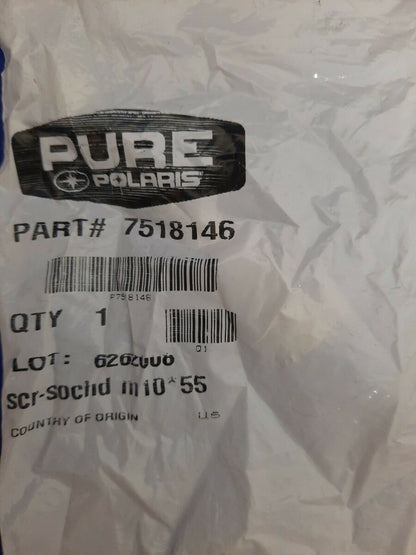 PURE
POLARIS
PART# 7518146
P7518146
QTY 1
01
LOT:
scr-sochd m10*55
COUNTRY OF ORIGIN US